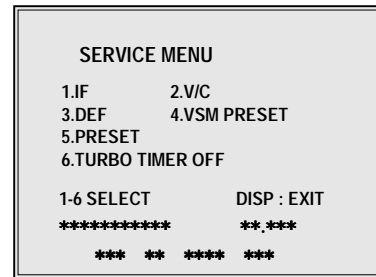 SERVICE MENU
1.IF 2.V/C
3.DEF 4.VSM PRESET
5.PRESET
6.TURBO TIMER OFF
1-6 SELECT DISP : EXIT
*********** **.***
*** ** **** ***